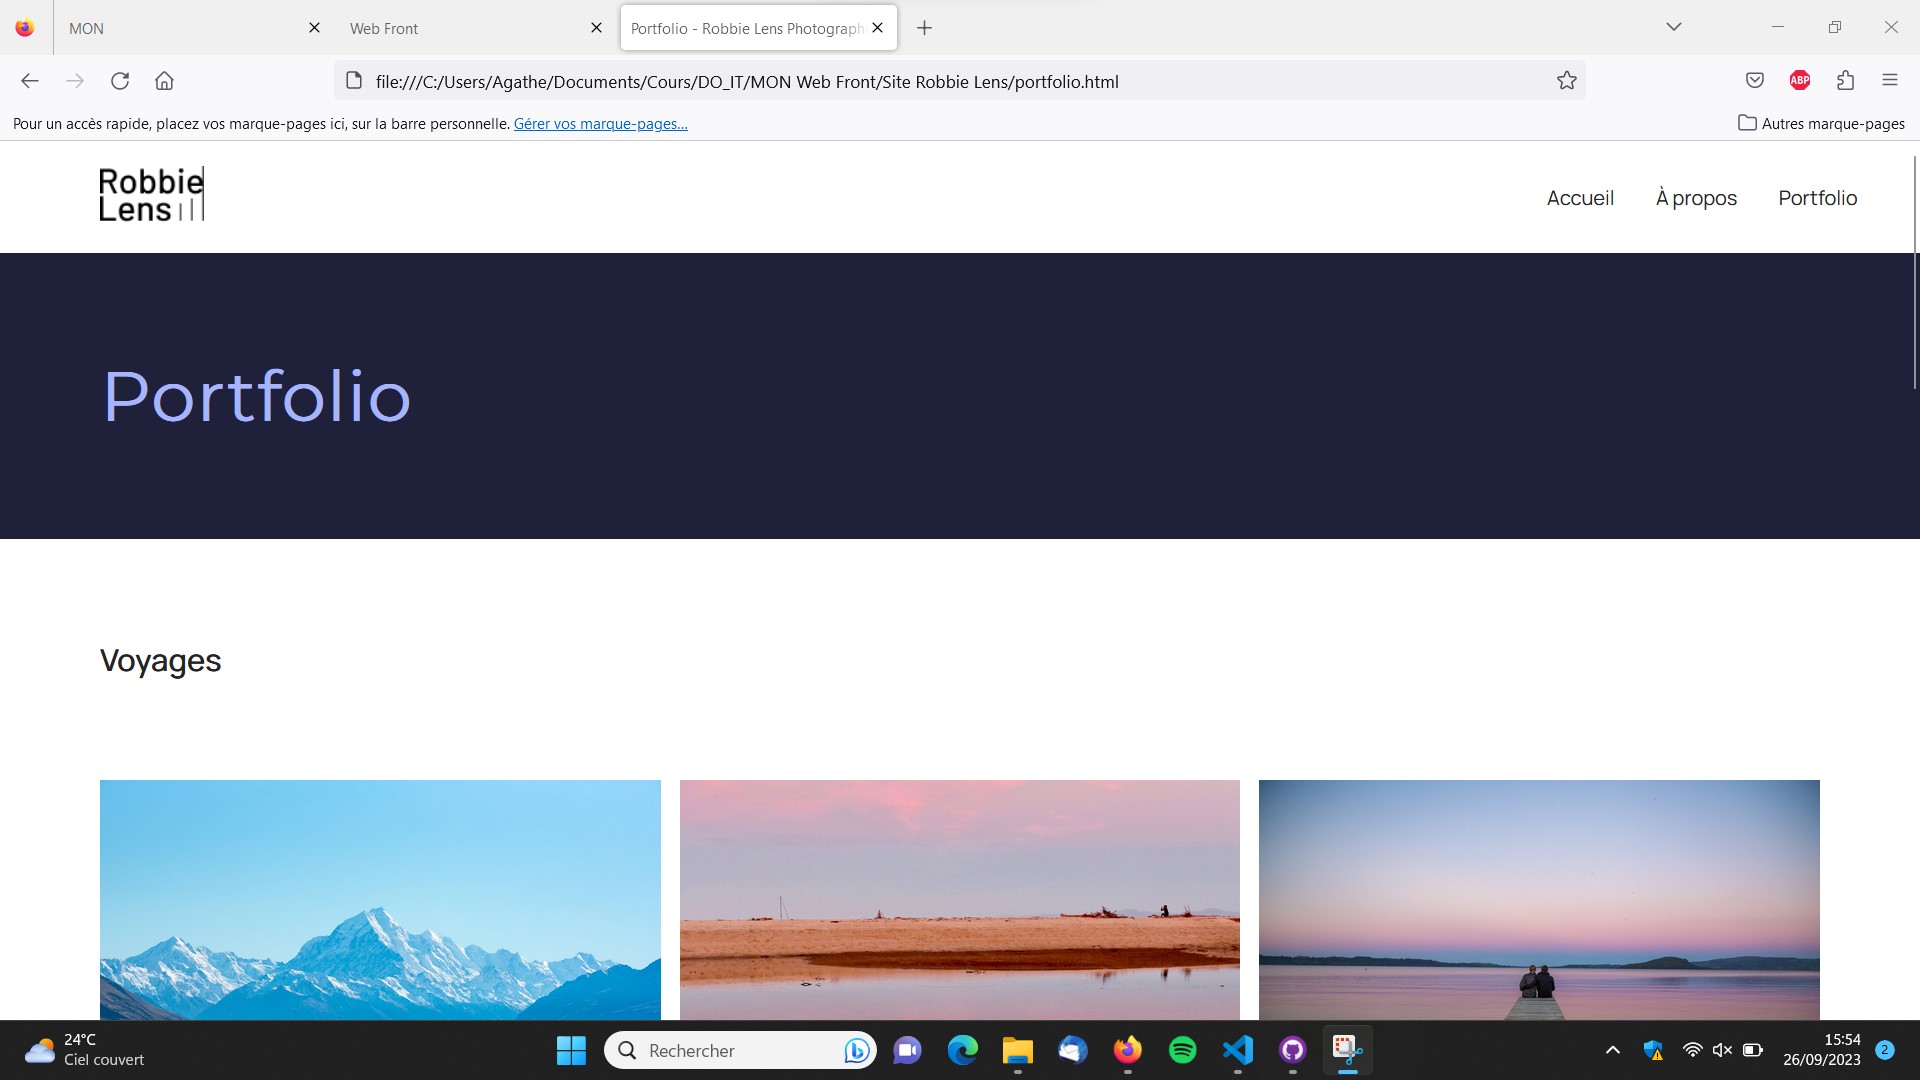 MON
Web Front
Portfolio - Robbie Lens Photograph
file:///C:/Users/Agathe/Documents/Cours/DO_IT/MON Web Front/Site Robbie Lens/portfolio.html
ABP
Pour un accès rapide, placez vos marque-pages ici, sur la barre personnelle. Gérer vos marque-pages…
Autres marque-pages
Robbie
Lens
Accueil
À propos
Portfolio
Portfolio
Voyages
24°C
Ciel couvert
Rechercher
15:54
26/09/2023
2